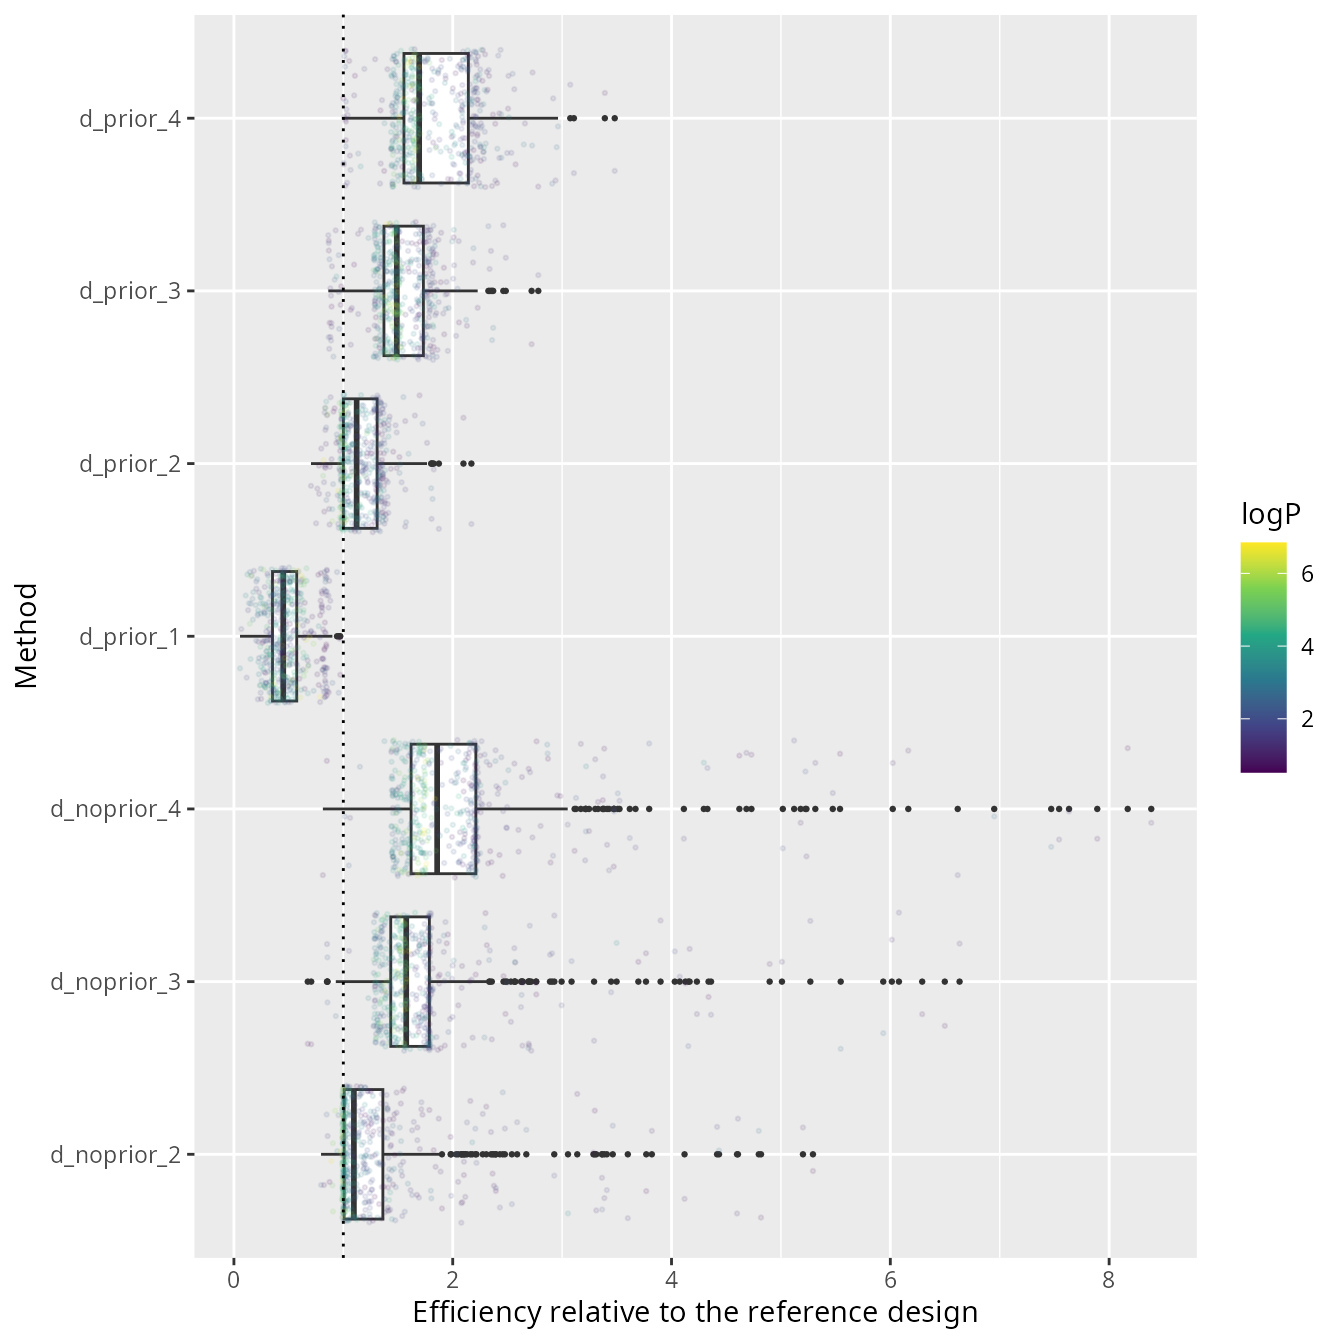 Method
d_prior_4
d_prior_3
d_prior_2
d_prior_1
d_noprior_4
d_noprior_3
d_noprior_2
0 2 4 6 8
Efficiency relative to the reference design
logP
6
4
2